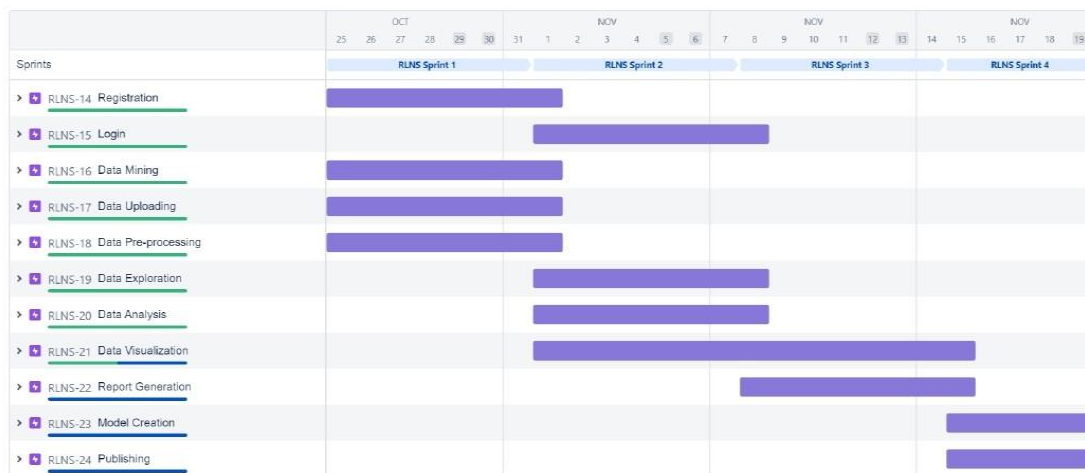 OCT NOV NOV NOV
25 26 27 28 29 30 31 1 2 3 4 5 6 7 8 9 10 11 12 13 14 15 16 17 18 19
Sprints RLNS Sprint 1 RLNS Sprint 2 RLNS Sprint 3 RLNS Sprint 4
RLNS-14 Registration
RLNS-15 Login
RLNS-16 Data Mining
RLNS-17 Data Uploading
RLNS-18 Data Pre-processing
RLNS-19 Data Exploration
RLNS-20 Data Analysis
RLNS-21 Data Visualization
RLNS-22 Report Generation
RLNS-23 Model Creation
RLNS-24 Publishing